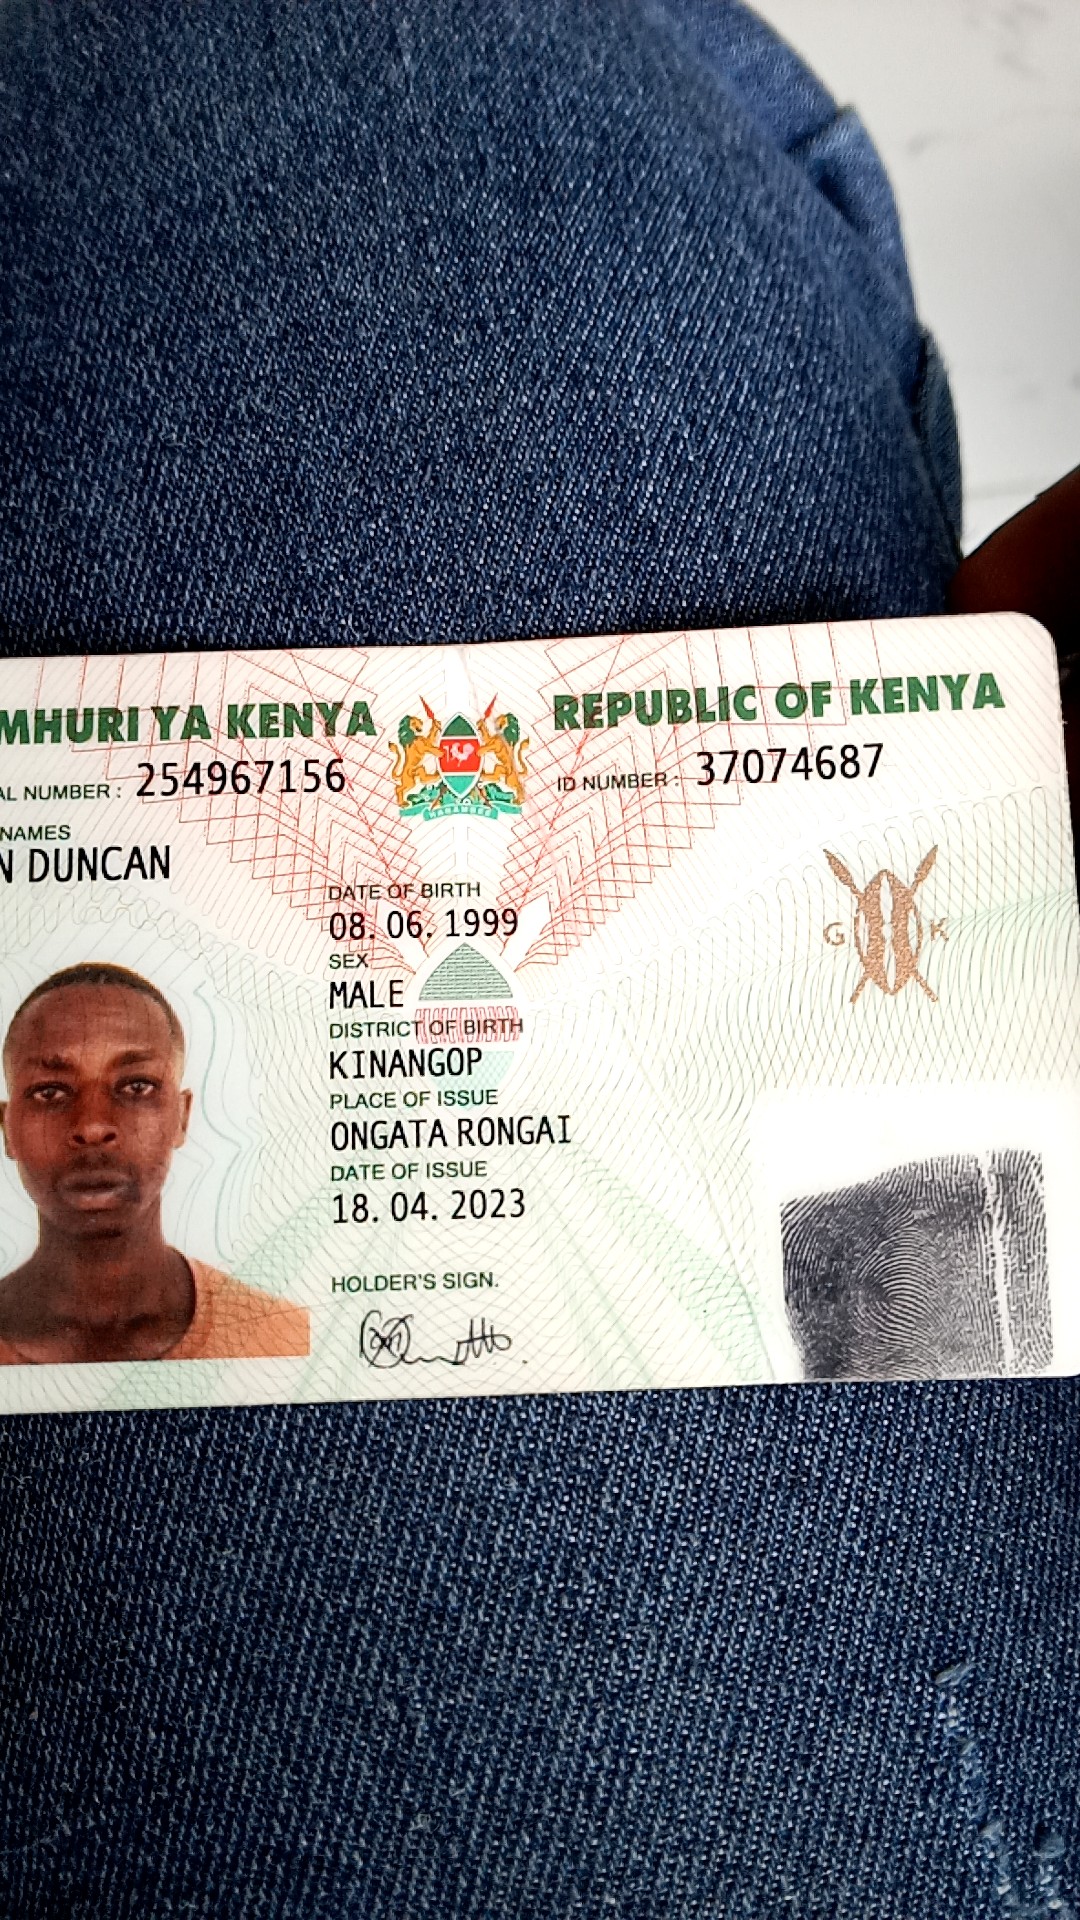 MHURI YA KENYA
REPUBLIC OF KENYA
AL NUMBER : 254967156
ID NUMBER : 37074687
NAMES
N DUNCAN
DATE OF BIRTH
08. 06. 1999
SEX
MALE
DISTRICT OF BIRTH
KINANGOP
PLACE OF ISSUE
ONGATA RONGAI
DATE OF ISSUE
18. 04. 2023
HOLDER'S SIGN.
HARAMBEE
G K